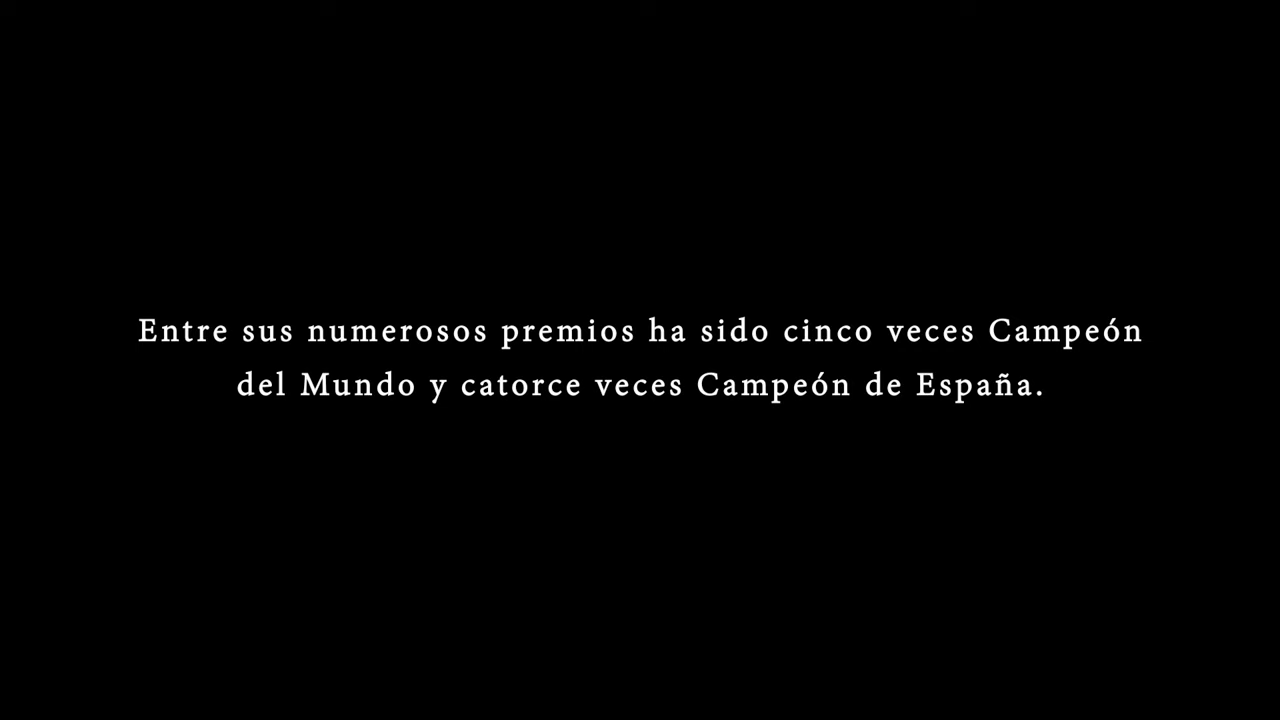 Entre sus numerosos premios ha sido cinco veces Campeón
del Mundo y catorce veces Campeón de España.